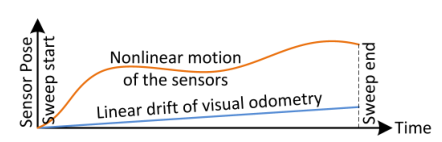 Sensor Pose
Sweep start
Nonlinear motion
of the sensors
Linear drift of visual odometry
Sweep end
Time